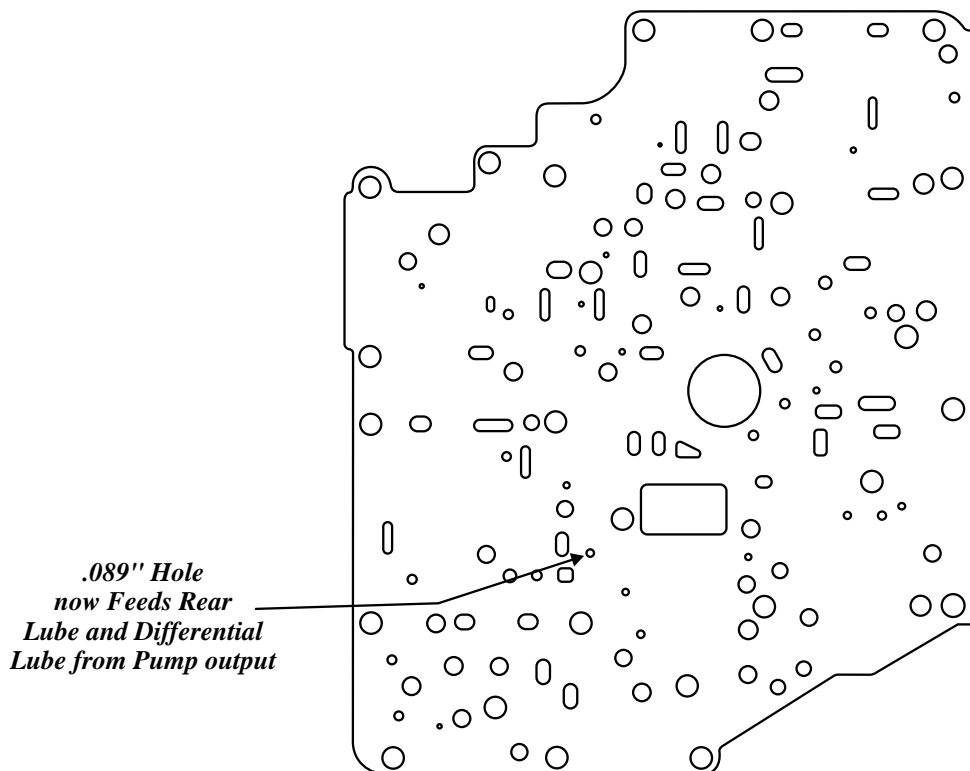 .089" Hole
now Feeds Rear
Lube and Differential
Lube from Pump output